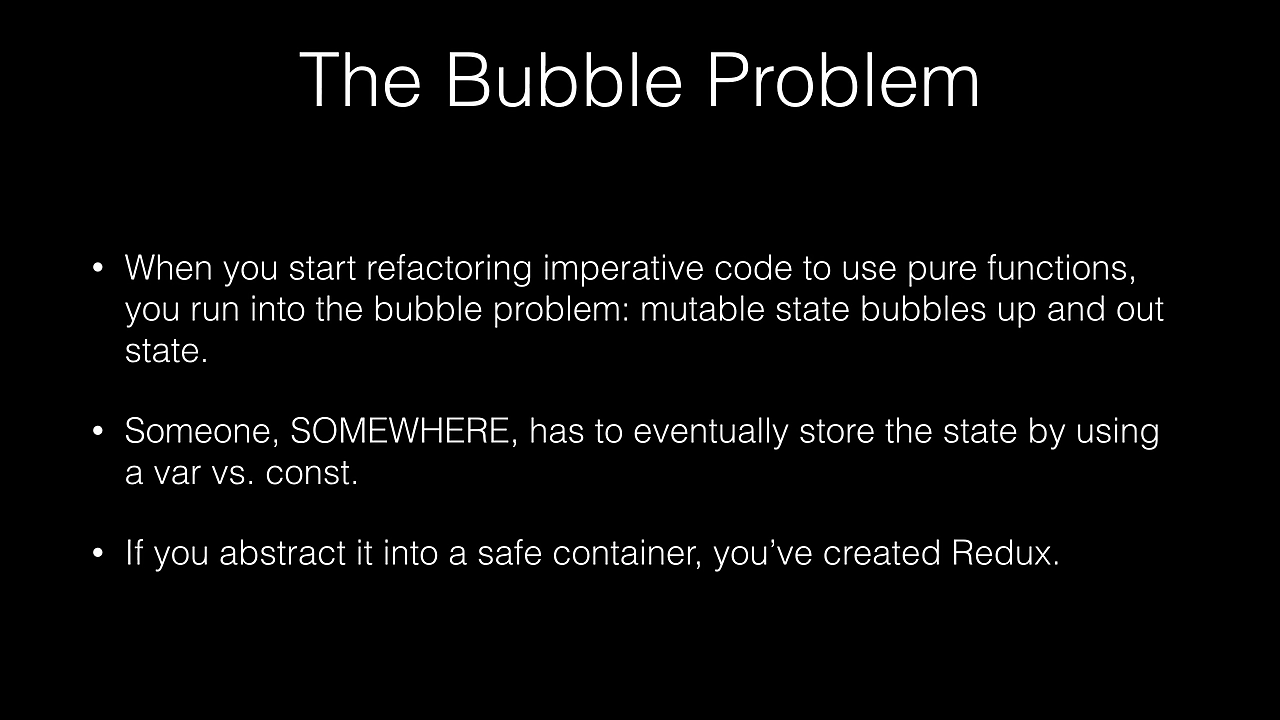 The Bubble Problem
• When you start refactoring imperative code to use pure functions,
you run into the bubble problem: mutable state bubbles up and out
state.
• Someone, SOMEWHERE, has to eventually store the state by using
a var vs. const.
• If you abstract it into a safe container, you’ve created Redux.